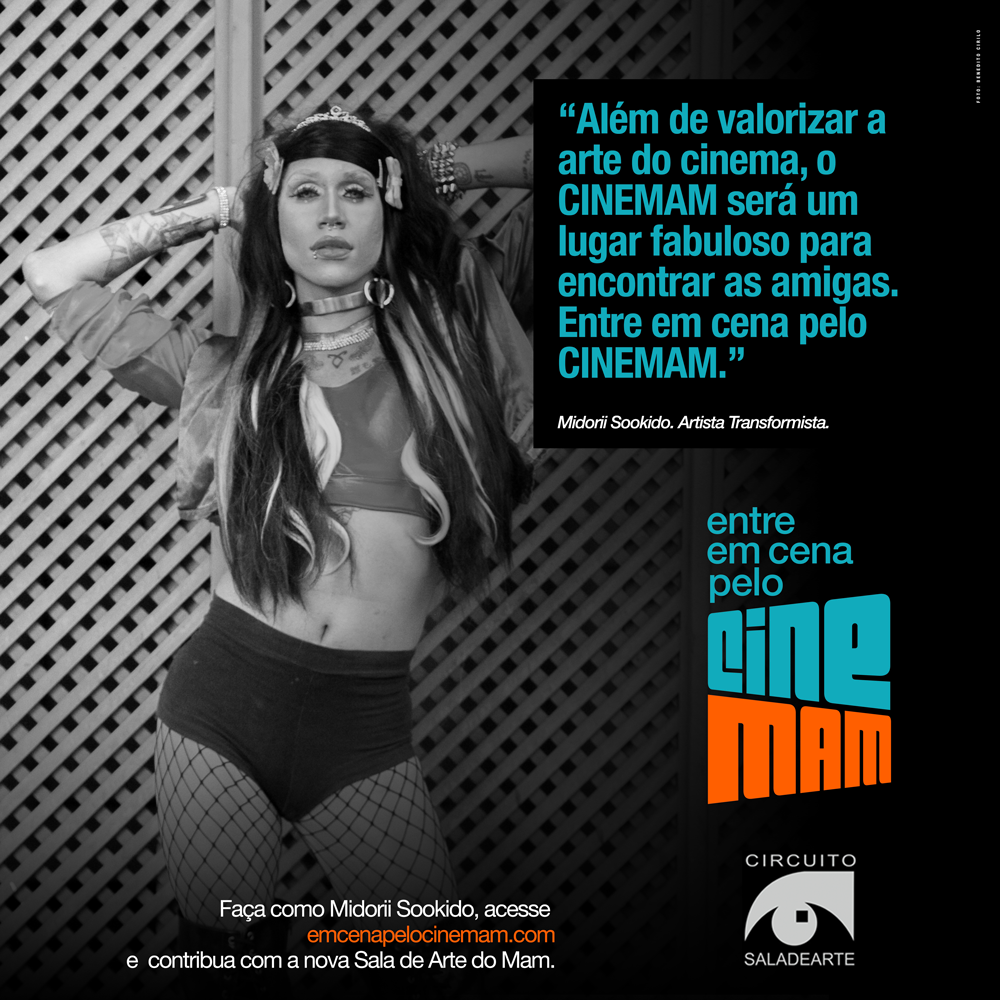 FOTO: BENEDITO CIRILO
“Além de valorizar a
arte do cinema, o
CINEMAM será um
lugar fabuloso para
encontrar as amigas.
Entre em cena pelo
CINEMAM.”
Midorii Sookido. Artista Transformista.
entre
em cena
pelo
cine
MAM
CIRCUITO
SALADEARTE
Faça como Midorii Sookido, acesse
emcenapelocinemam.com
e contribua com a nova Sala de Arte do Mam.